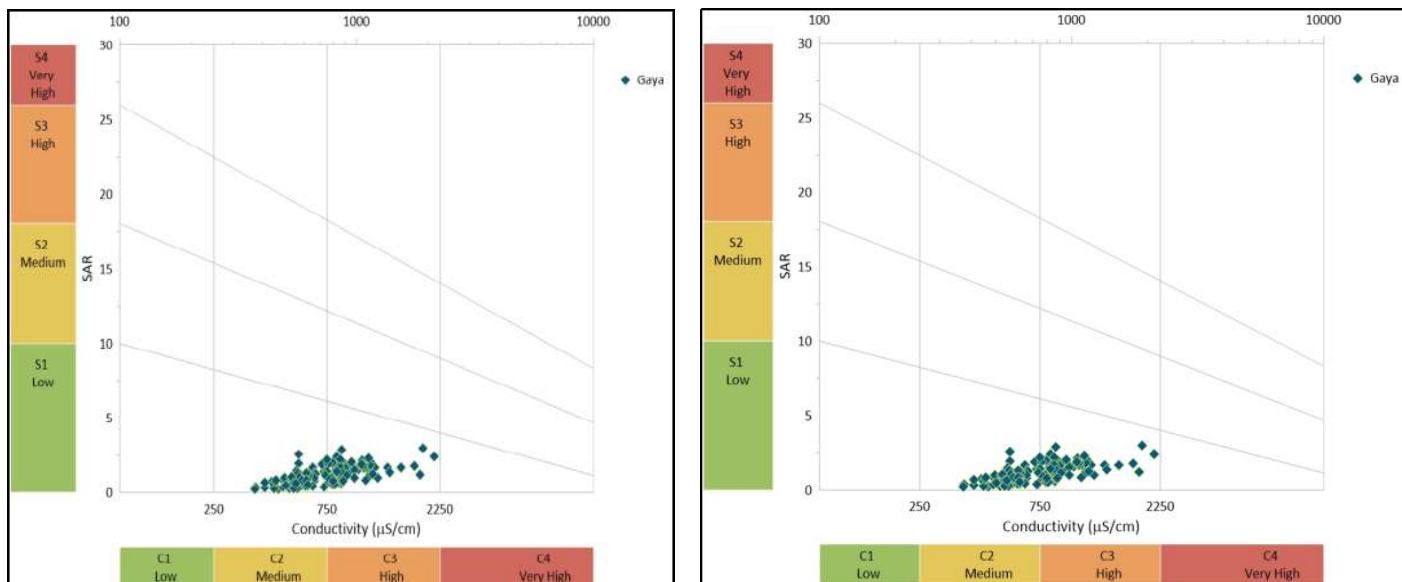 100 1000 10000
30
S4
Very
High
Gaya
25
S3
High
20
S2
Medium
15
SAR
10
S1
Low
5
0
250 750 2250
Conductivity (µS/cm)
C1 C2 C3 C4
Low Medium High Very High
100 1000 10000
30
S4
Very
High
Gaya
25
S3
High
20
S2
Medium
15
SAR
10
S1
Low
5
0
250 750 2250
Conductivity (µS/cm)
C1 C2 C3 C4
Low Medium High Very High